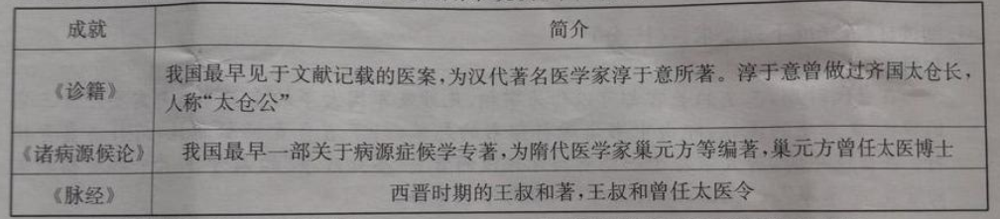 成就 简介
《诊籍》 我国最早见于文献记载的医案,为汉代著名医学家淳于意所著。淳于意曾做过齐国太仓长,
人称“太仓公”
《诸病源候论》 我国最早一部关于病源症候学专著,为隋代医学家巢元方等编著,巢元方曾任太医博士
《脉经》 西晋时期的王叔和著,王叔和曾任太医令